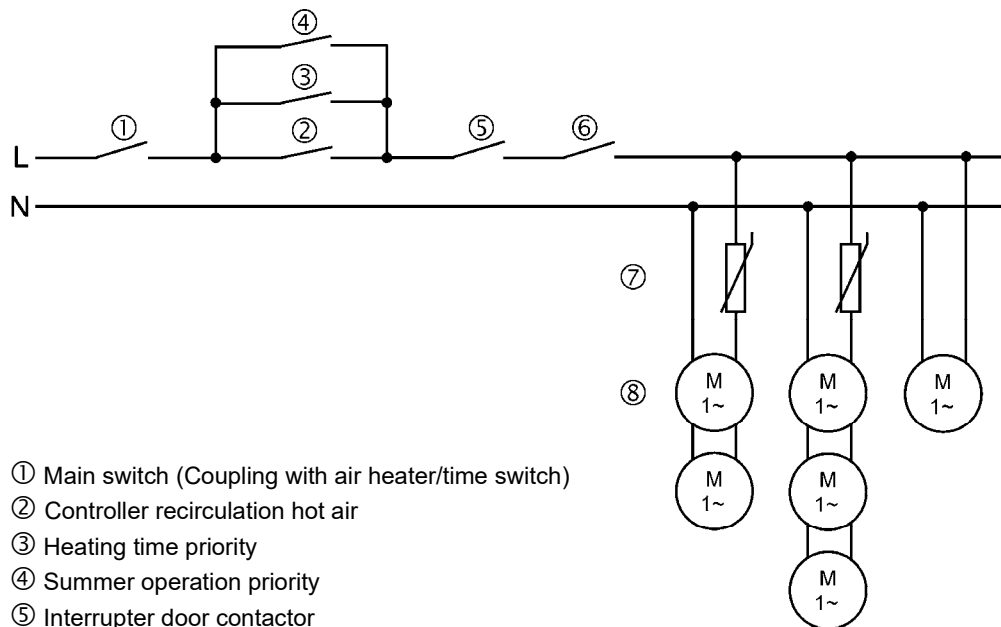 ④
③
① ② ⑤ ⑥
L
N
⑦
⑧ M 1~ M 1~ M 1~
M 1~ M 1~
M 1~
① Main switch (Coupling with air heater/time switch)
② Controller recirculation hot air
③ Heating time priority
④ Summer operation priority
⑤ Interrupter door contactor